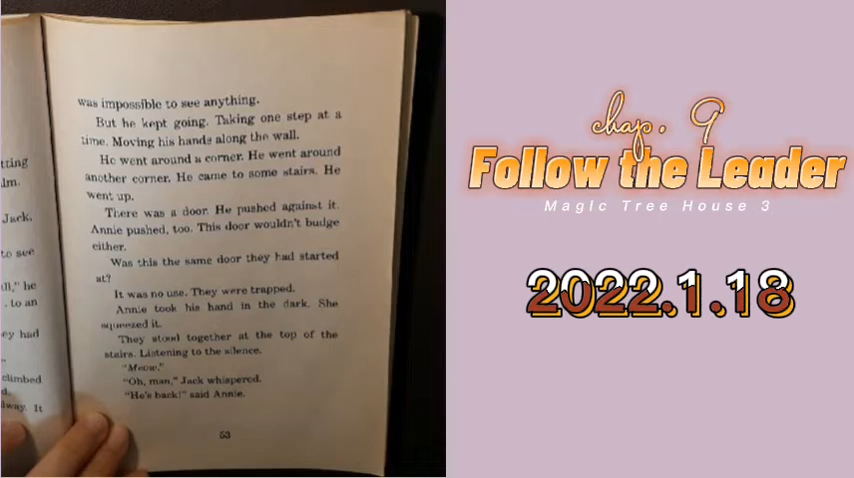 was impossible to see anything.
But he kept going. Taking one step at a
time. Moving his hands along the wall.
He went around a corner. He went around
another corner. He came to some stairs. He
went up.
There was a door. He pushed against it.
Annie pushed, too. This door wouldn't budge
either.
Was this the same door they had started
at?
It was no use. They were trapped.
Annie took his hand in the dark. She
squeezed it.
They stood together at the top of the
stairs. Listening to the silence.
"Meow."
"Oh, man," Jack whispered.
"He's back!" said Annie.
53
tting
lm.
Jack.
to see
ll," he
. to an
ey had
"
climbed
d.
lway. It
chap. 9
Follow the Leader
Magic Tree House 3
2022.1.18